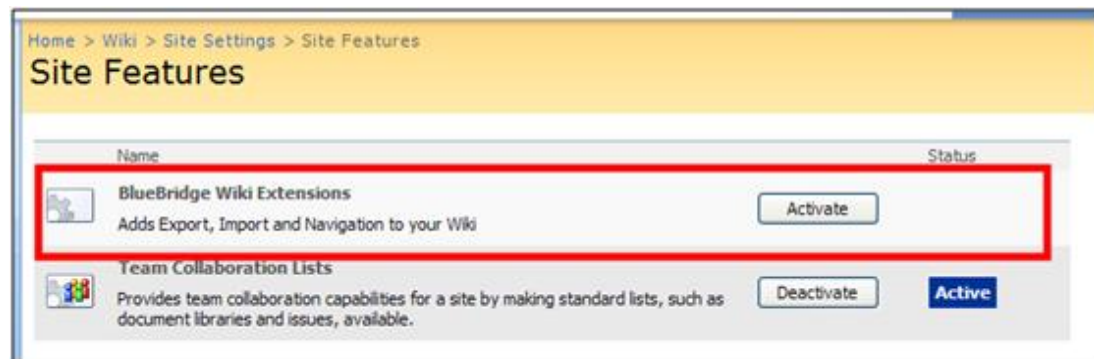 Home > Wiki > Site Settings > Site Features
Site Features
Name Status
BlueBridge Wiki Extensions
Adds Export, Import and Navigation to your Wiki
Activate
Team Collaboration Lists
Provides team collaboration capabilities for a site by making standard lists, such as
document libraries and issues, available.
Deactivate
Active